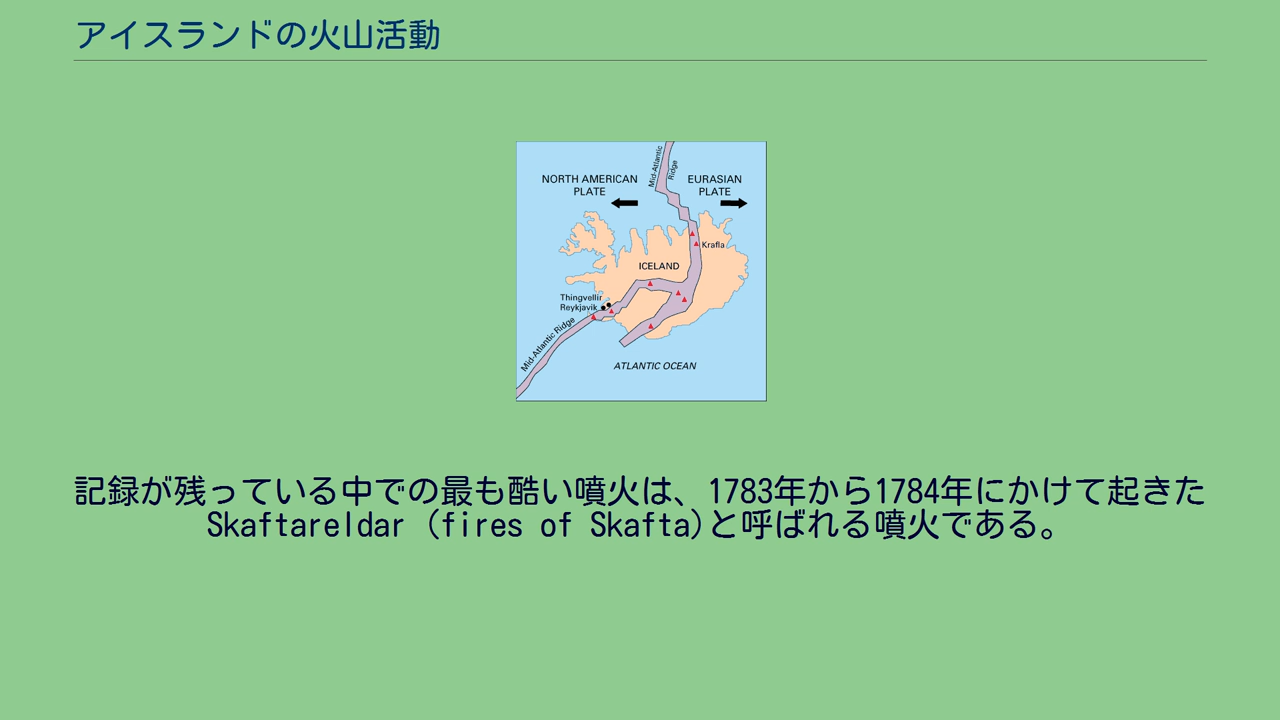 アイスランドの火山活動
Mid-Atlantic
Ridge
NORTH AMERICAN
PLATE
EURASIAN
PLATE
Krafla
ICELAND
Thingvellir
Reykjavik
Mid-Atlantic Ridge
ATLANTIC OCEAN
記録が残っている中での最も酷い噴火は、1783年から1784年にかけて起きた
Skaftareldar (fires of Skafta)と呼ばれる噴火である。